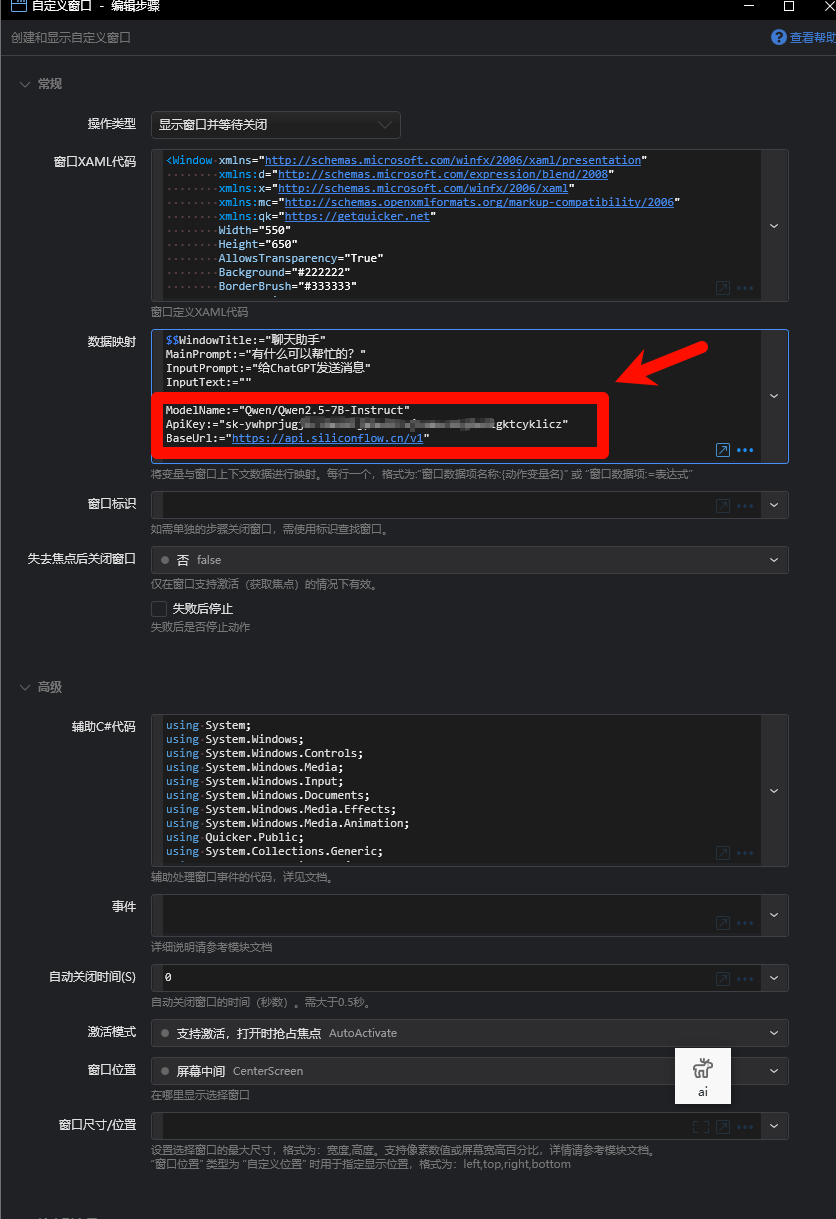 自定义窗口 - 编辑步骤
创建和显示自定义窗口
查看帮助
常规
操作类型
显示窗口并等待关闭
窗口XAML代码
<Window xmlns="http://schemas.microsoft.com/winfx/2006/xaml/presentation"
xmlns:d="http://schemas.microsoft.com/expression/blend/2008"
xmlns:x="http://schemas.microsoft.com/winfx/2006/xaml"
xmlns:mc="http://schemas.openxmlformats.org/markup-compatibility/2006"
xmlns:qk="https://getquicker.net"
Width="550"
Height="650"
AllowsTransparency="True"
Background="#222222"
BorderBrush="#333333"
窗口定义XAML代码
数据映射
$$WindowTitle:="聊天助手"
MainPrompt:="有什么可以帮忙的？"
InputPrompt:="给ChatGPT发送消息"
InputText:=""
ModelName:="Qwen/Qwen2.5-7B-Instruct"
ApiKey:="sk-ywhprjug gktcyklicz"
BaseUrl:="https://api.siliconflow.cn/v1"
将变量与窗口上下文数据进行映射。每行一个，格式为:“窗口数据项名称:{动作变量名}” 或 “窗口数据项:=表达式”
窗口标识
如需单独的步骤关闭窗口，需使用标识查找窗口。
失去焦点后关闭窗口
否 false
仅在窗口支持激活（获取焦点）的情况下有效。
失败后停止
失败后是否停止动作
高级
辅助C#代码
using System;
using System.Windows;
using System.Windows.Controls;
using System.Windows.Media;
using System.Windows.Input;
using System.Windows.Documents;
using System.Windows.Media.Effects;
using System.Windows.Media.Animation;
using Quicker.Public;
using System.Collections.Generic;
辅助处理窗口事件的代码，详见文档。
事件
详细说明请参考模块文档
自动关闭时间(S)
0
自动关闭窗口的时间（秒数）。需大于0.5秒。
激活模式
支持激活，打开时抢占焦点 AutoActivate
窗口位置
屏幕中间 CenterScreen
在哪里显示选择窗口
ai
窗口尺寸/位置
设置选择窗口的最大尺寸，格式为：宽度,高度。支持像素数值或屏幕宽高百分比，详情请参考模块文档。
“窗口位置” 类型为 “自定义位置” 时用于指定显示位置，格式为：left,top,right,bottom